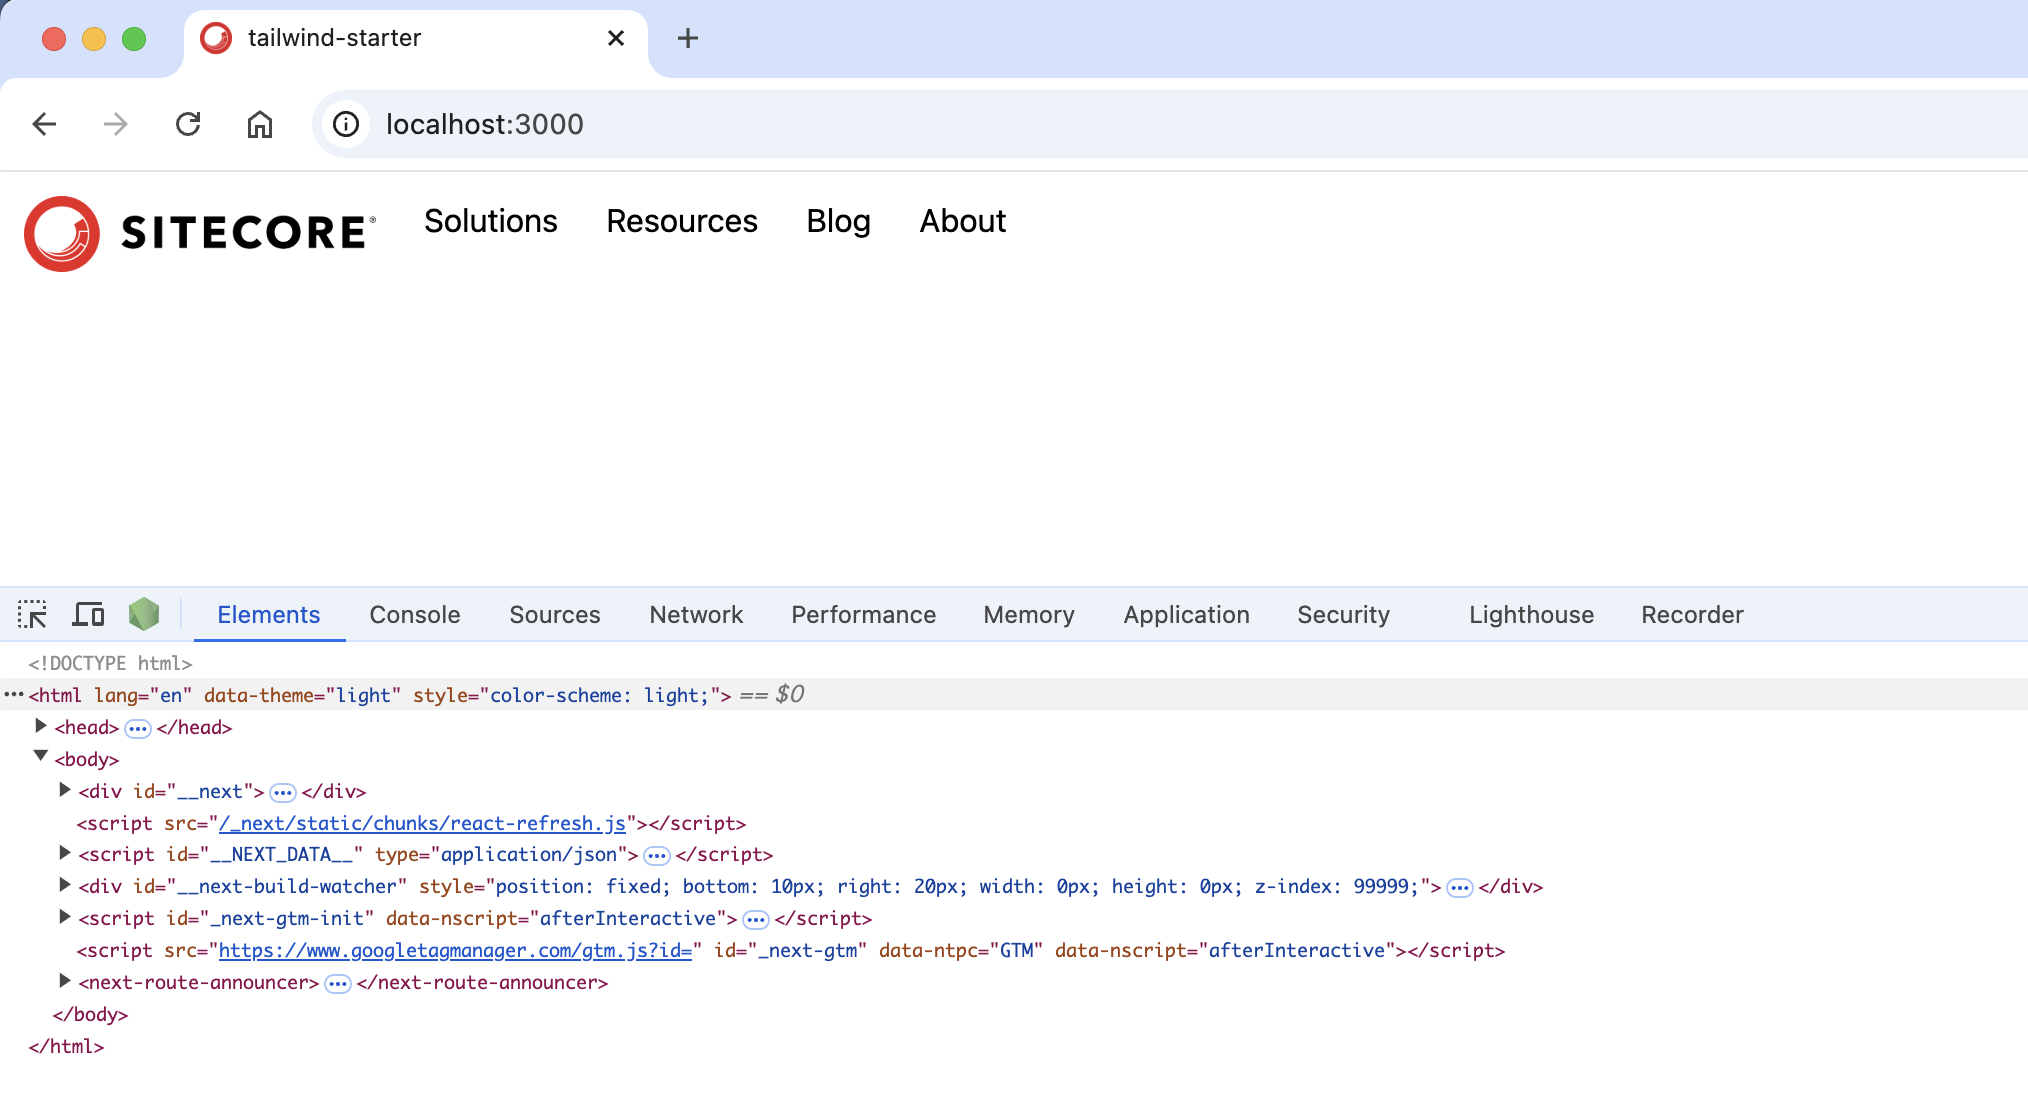 tailwind-starter
localhost:3000
SITECORE® Solutions Resources Blog About
Elements Console Sources Network Performance Memory Application Security Lighthouse Recorder
<!DOCTYPE html>
<html lang="en" data-theme="light" style="color-scheme: light;"> == $0
<head> ••• </head>
<body>
<div id="__next"> ••• </div>
<script src="/_next/static/chunks/react-refresh.js"></script>
<script id="__NEXT_DATA__" type="application/json"> ••• </script>
<div id="__next-build-watcher" style="position: fixed; bottom: 10px; right: 20px; width: 0px; height: 0px; z-index: 99999;"> ••• </div>
<script id="_next-gtm-init" data-nscript="afterInteractive"> ••• </script>
<script src="https://www.googletagmanager.com/gtm.js?id=" id="_next-gtm" data-ntpc="GTM" data-nscript="afterInteractive"></script>
<next-route-announcer> ••• </next-route-announcer>
</body>
</html>